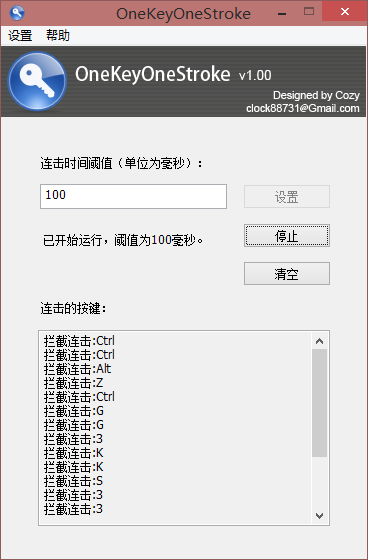 OneKeyOneStroke
设置 帮助
OneKeyOneStroke v1.00
Designed by Cozy
clock88731@Gmail.com
连击时间阈值（单位为毫秒）：
100 设置
已开始运行，阈值为100毫秒。 停止
清空
连击的按键：
拦截连击:Ctrl
拦截连击:Ctrl
拦截连击:Alt
拦截连击:Z
拦截连击:Ctrl
拦截连击:G
拦截连击:G
拦截连击:3
拦截连击:K
拦截连击:K
拦截连击:S
拦截连击:3
拦截连击:3